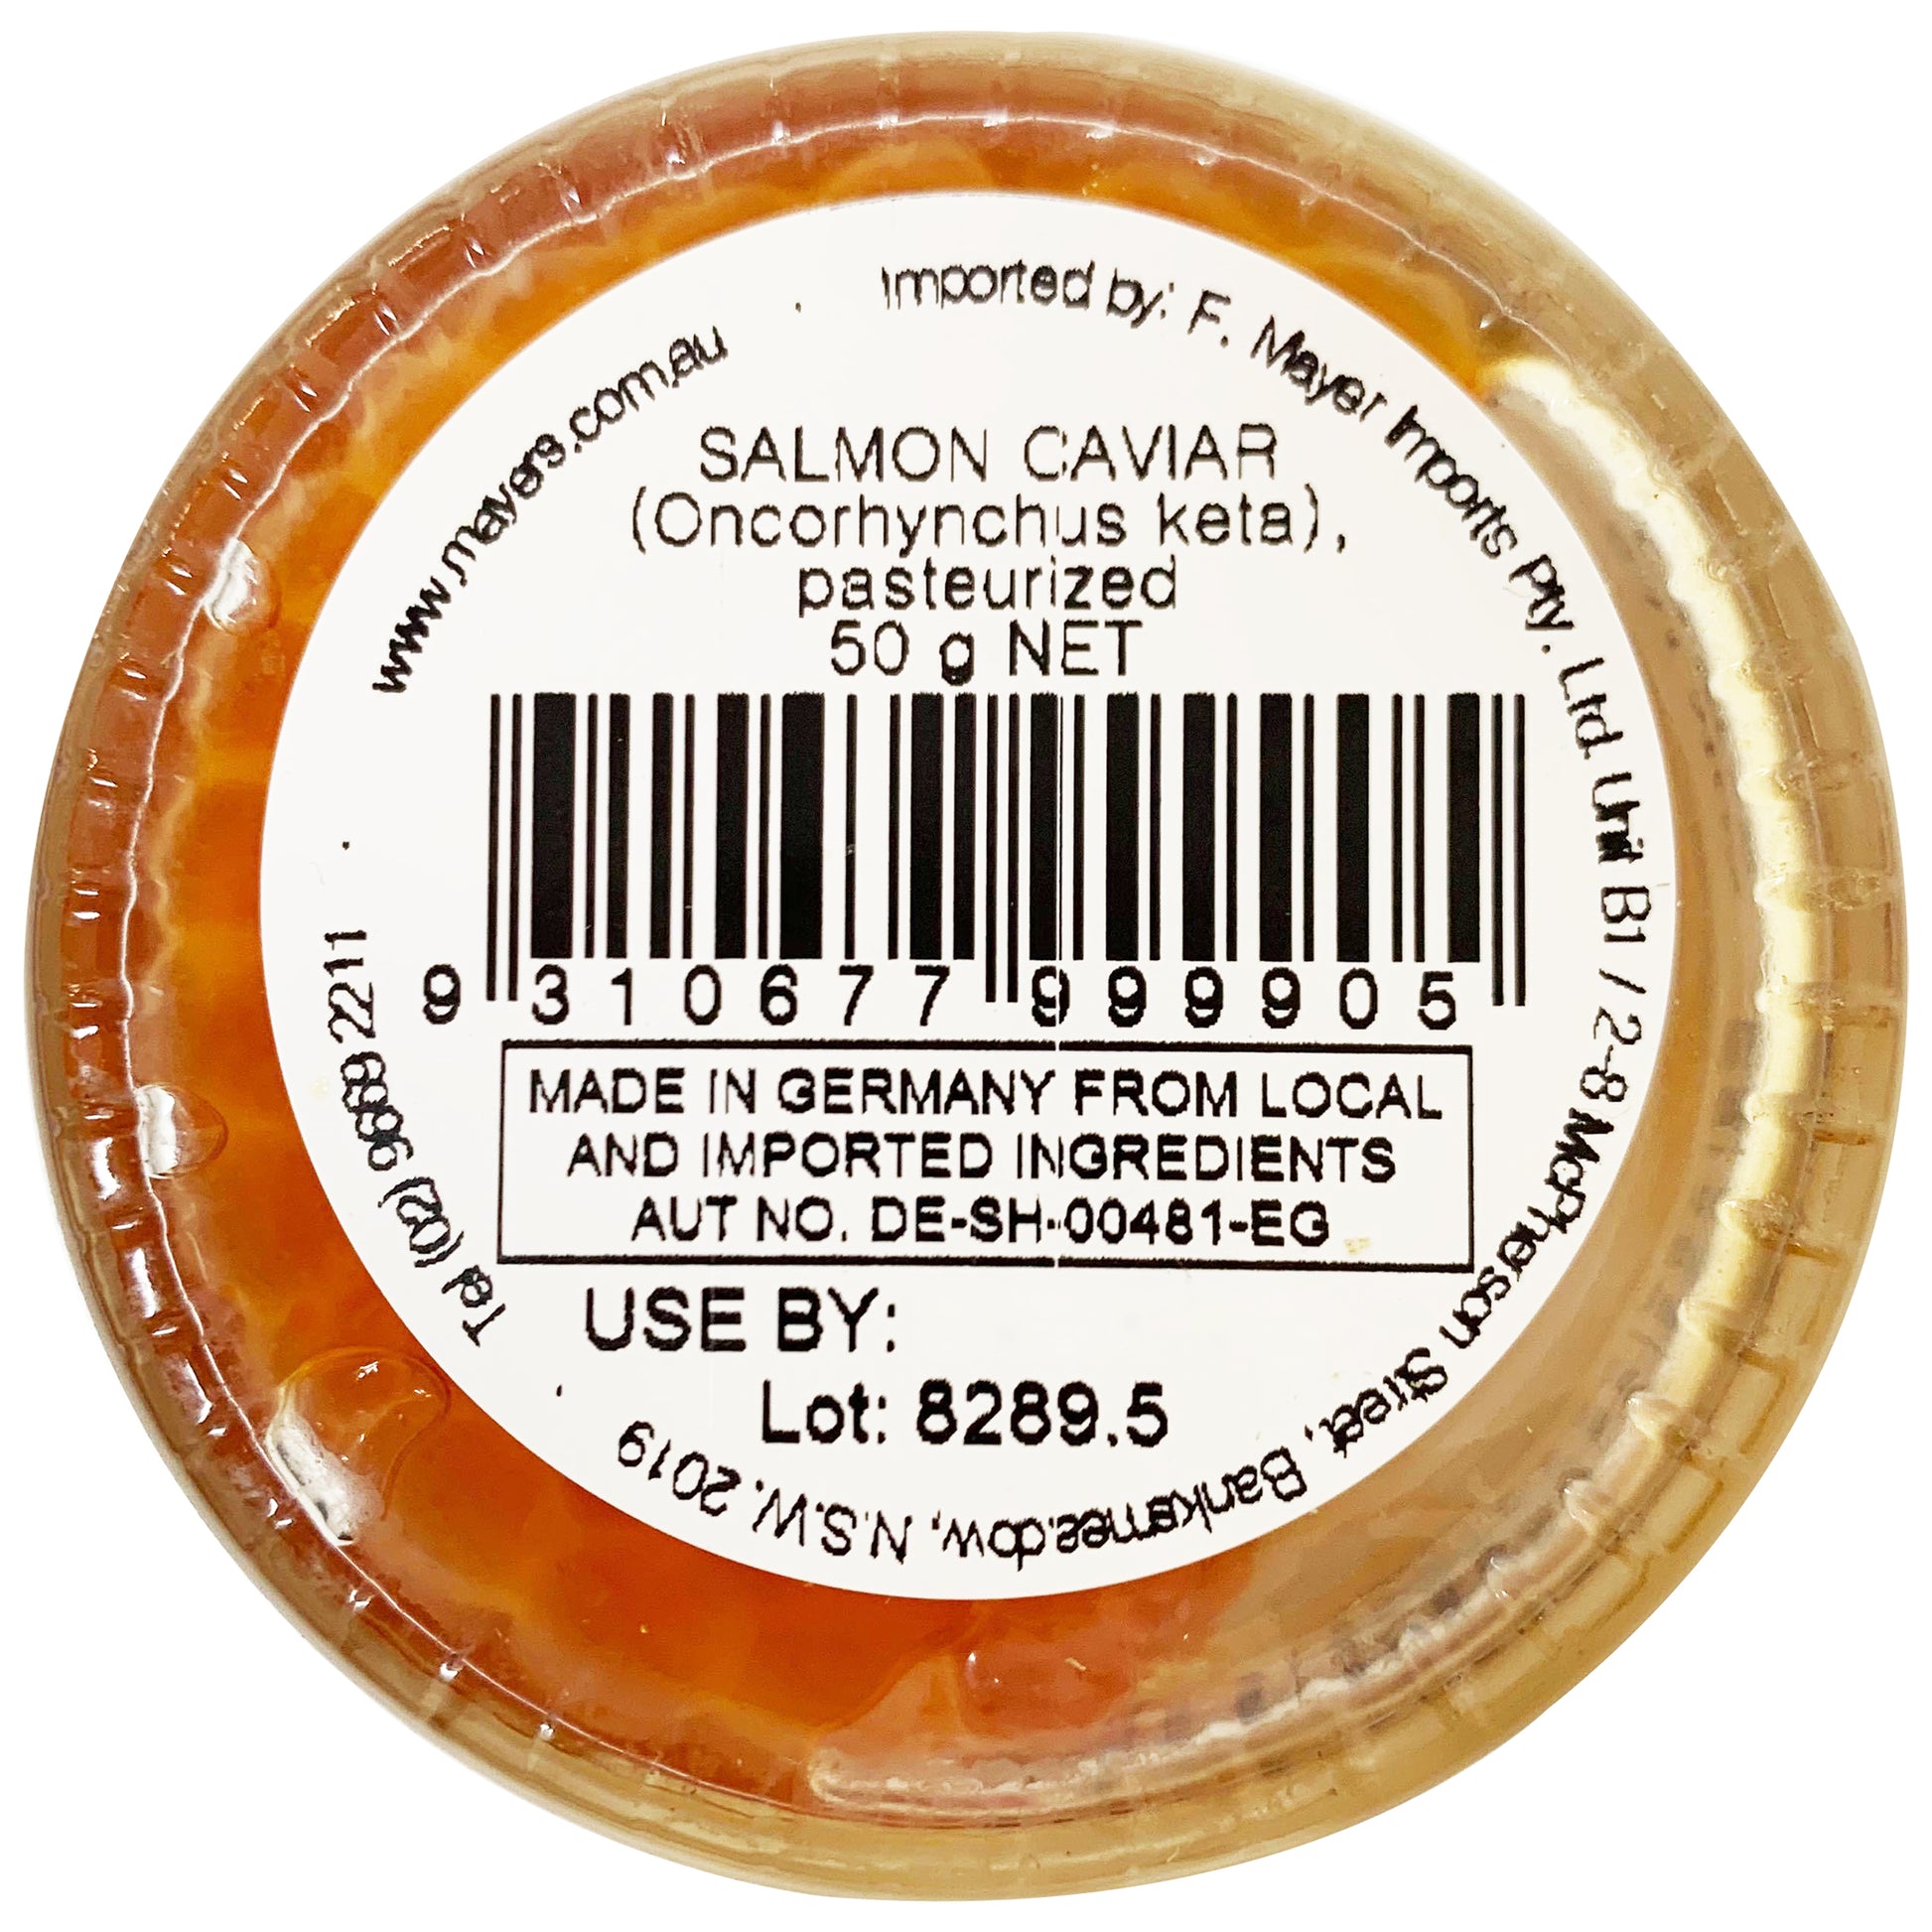 Imported by: F. Mayer Imports Pty. Ltd. Unit B1 / 2-8 McPherson Street, Banksmeadow, N.S.W. 2019
Tel (02) 9699 2211
www.mayers.com.au
SALMON CAVIAR
(Oncorhynchus keta),
pasteurized
50 g NET
9 310677 999905
MADE IN GERMANY FROM LOCAL
AND IMPORTED INGREDIENTS
AUT NO. DE-SH-00481-EG
USE BY:
Lot: 8289.5